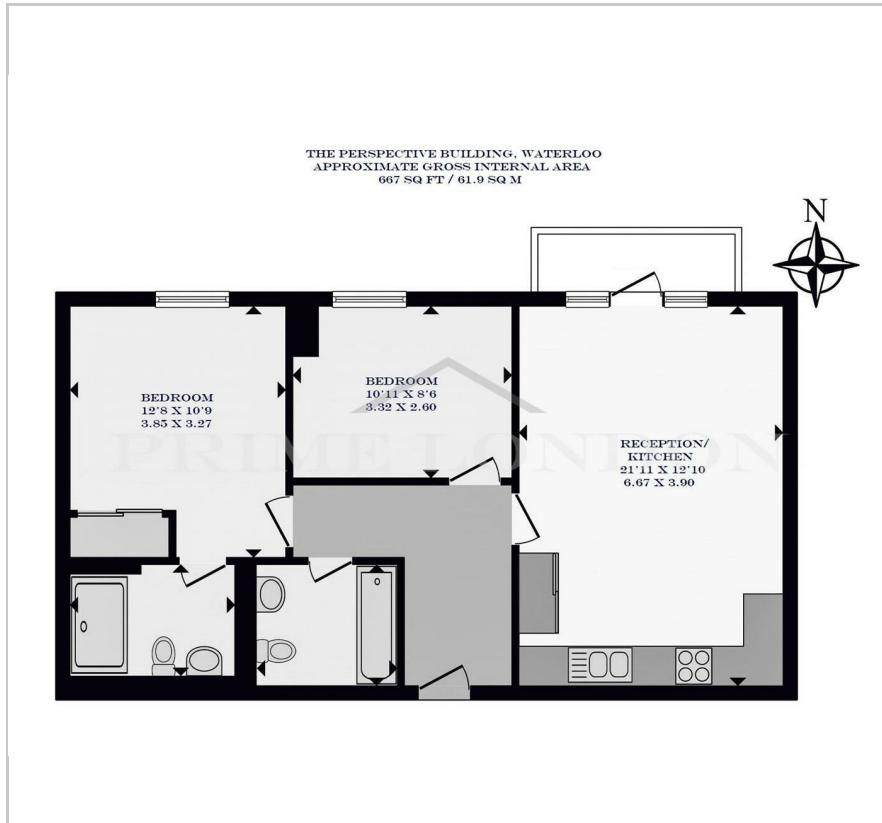 THE PERSPECTIVE BUILDING, WATERLOO
APPROXIMATE GROSS INTERNAL AREA
667 SQ FT / 61.9 SQ M
N
BEDROOM
12'8 X 10'9
3.85 X 3.27
BEDROOM
10'11 X 8'6
3.32 X 2.60
RECEPTION/
KITCHEN
21'11 X 12'10
6.67 X 3.90
PRIME LONDON